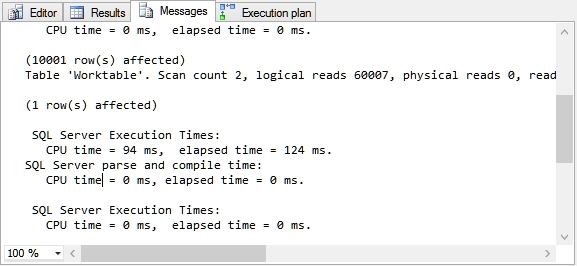 Editor Results Messages Execution plan
CPU time = 0 ms, elapsed time = 0 ms.
(10001 row(s) affected)
Table 'Worktable'. Scan count 2, logical reads 60007, physical reads 0, read
(1 row(s) affected)
SQL Server Execution Times:
CPU time = 94 ms, elapsed time = 124 ms.
SQL Server parse and compile time:
CPU time = 0 ms, elapsed time = 0 ms.
SQL Server Execution Times:
CPU time = 0 ms, elapsed time = 0 ms.
100 %